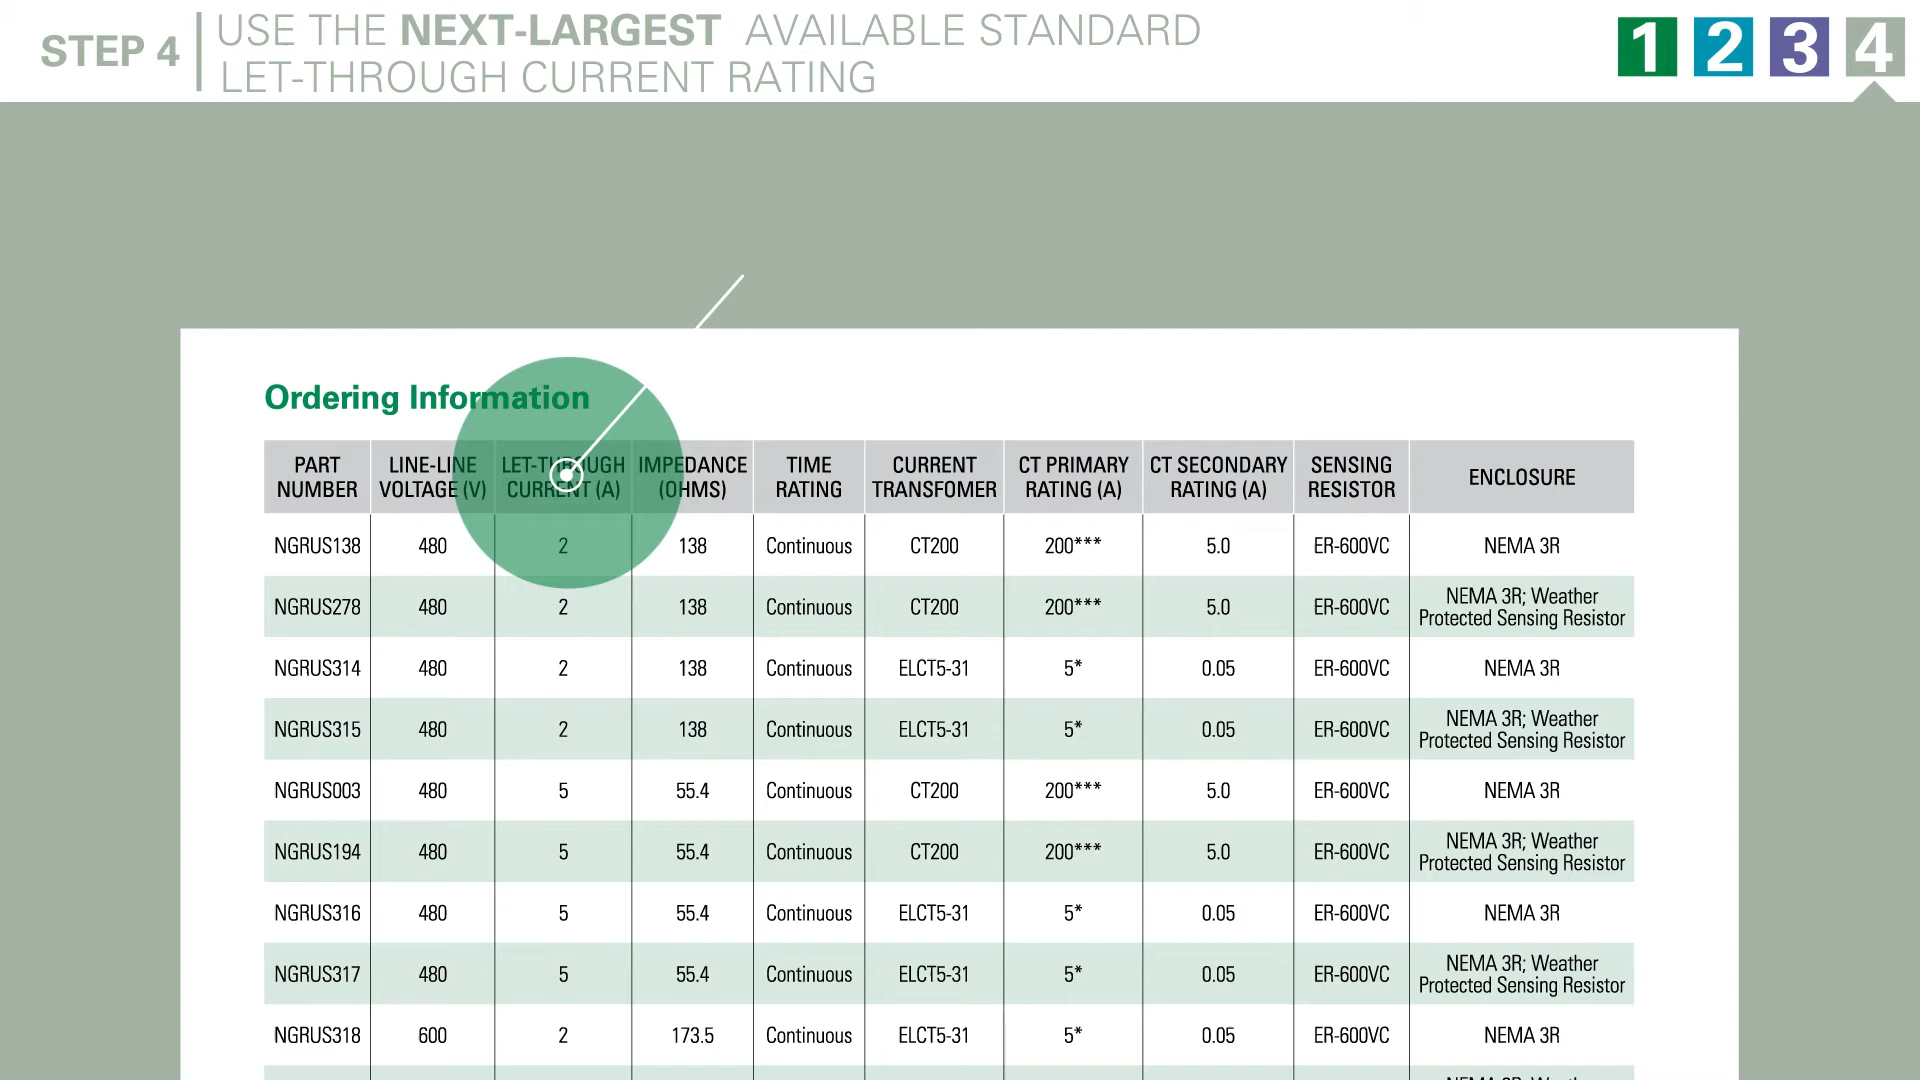 STEP 4
USE THE NEXT-LARGEST AVAILABLE STANDARD
LET-THROUGH CURRENT RATING
1 2 3 4
Ordering Information
PART NUMBER LINE-LINE VOLTAGE (V) LET-THROUGH CURRENT (A) IMPEDANCE (OHMS) TIME RATING CURRENT TRANSFOMER CT PRIMARY RATING (A) CT SECONDARY RATING (A) SENSING RESISTOR ENCLOSURE
NGRUS138 480 2 138 Continuous CT200 200*** 5.0 ER-600VC NEMA 3R
NGRUS278 480 2 138 Continuous CT200 200*** 5.0 ER-600VC NEMA 3R; Weather Protected Sensing Resistor
NGRUS314 480 2 138 Continuous ELCT5-31 5* 0.05 ER-600VC NEMA 3R
NGRUS315 480 2 138 Continuous ELCT5-31 5* 0.05 ER-600VC NEMA 3R; Weather Protected Sensing Resistor
NGRUS003 480 5 55.4 Continuous CT200 200*** 5.0 ER-600VC NEMA 3R
NGRUS194 480 5 55.4 Continuous CT200 200*** 5.0 ER-600VC NEMA 3R; Weather Protected Sensing Resistor
NGRUS316 480 5 55.4 Continuous ELCT5-31 5* 0.05 ER-600VC NEMA 3R
NGRUS317 480 5 55.4 Continuous ELCT5-31 5* 0.05 ER-600VC NEMA 3R; Weather Protected Sensing Resistor
NGRUS318 600 2 173.5 Continuous ELCT5-31 5* 0.05 ER-600VC NEMA 3R